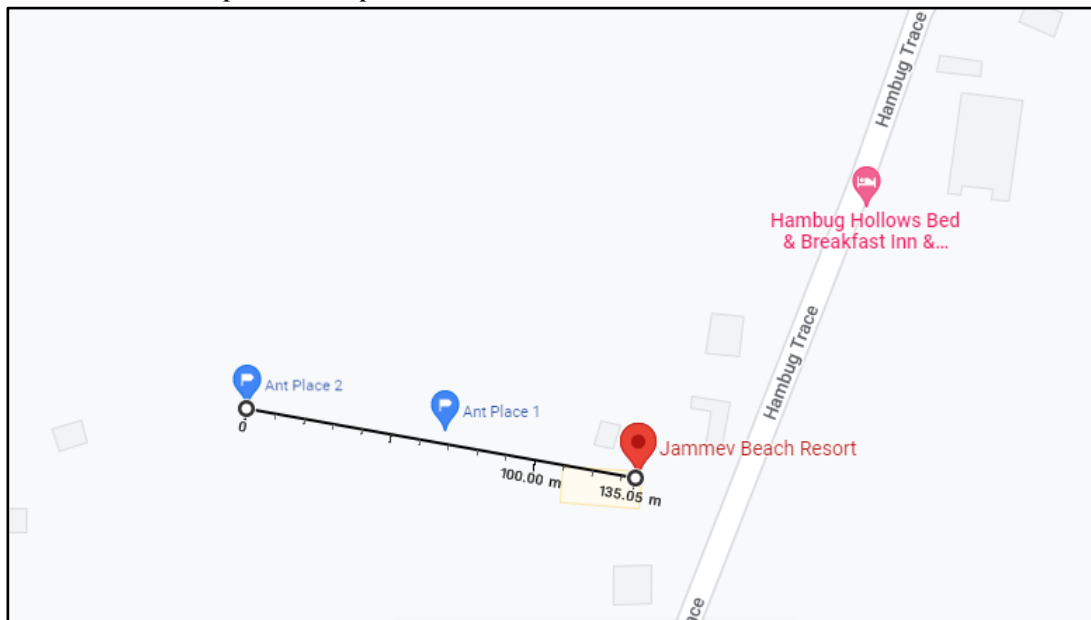 Hambug Trace
Hambug Hollows Bed
& Breakfast Inn &...
Hambug Trace
Ant Place 2
0
Ant Place 1
Jammev Beach Resort
100.00 m
135.05 m
ace